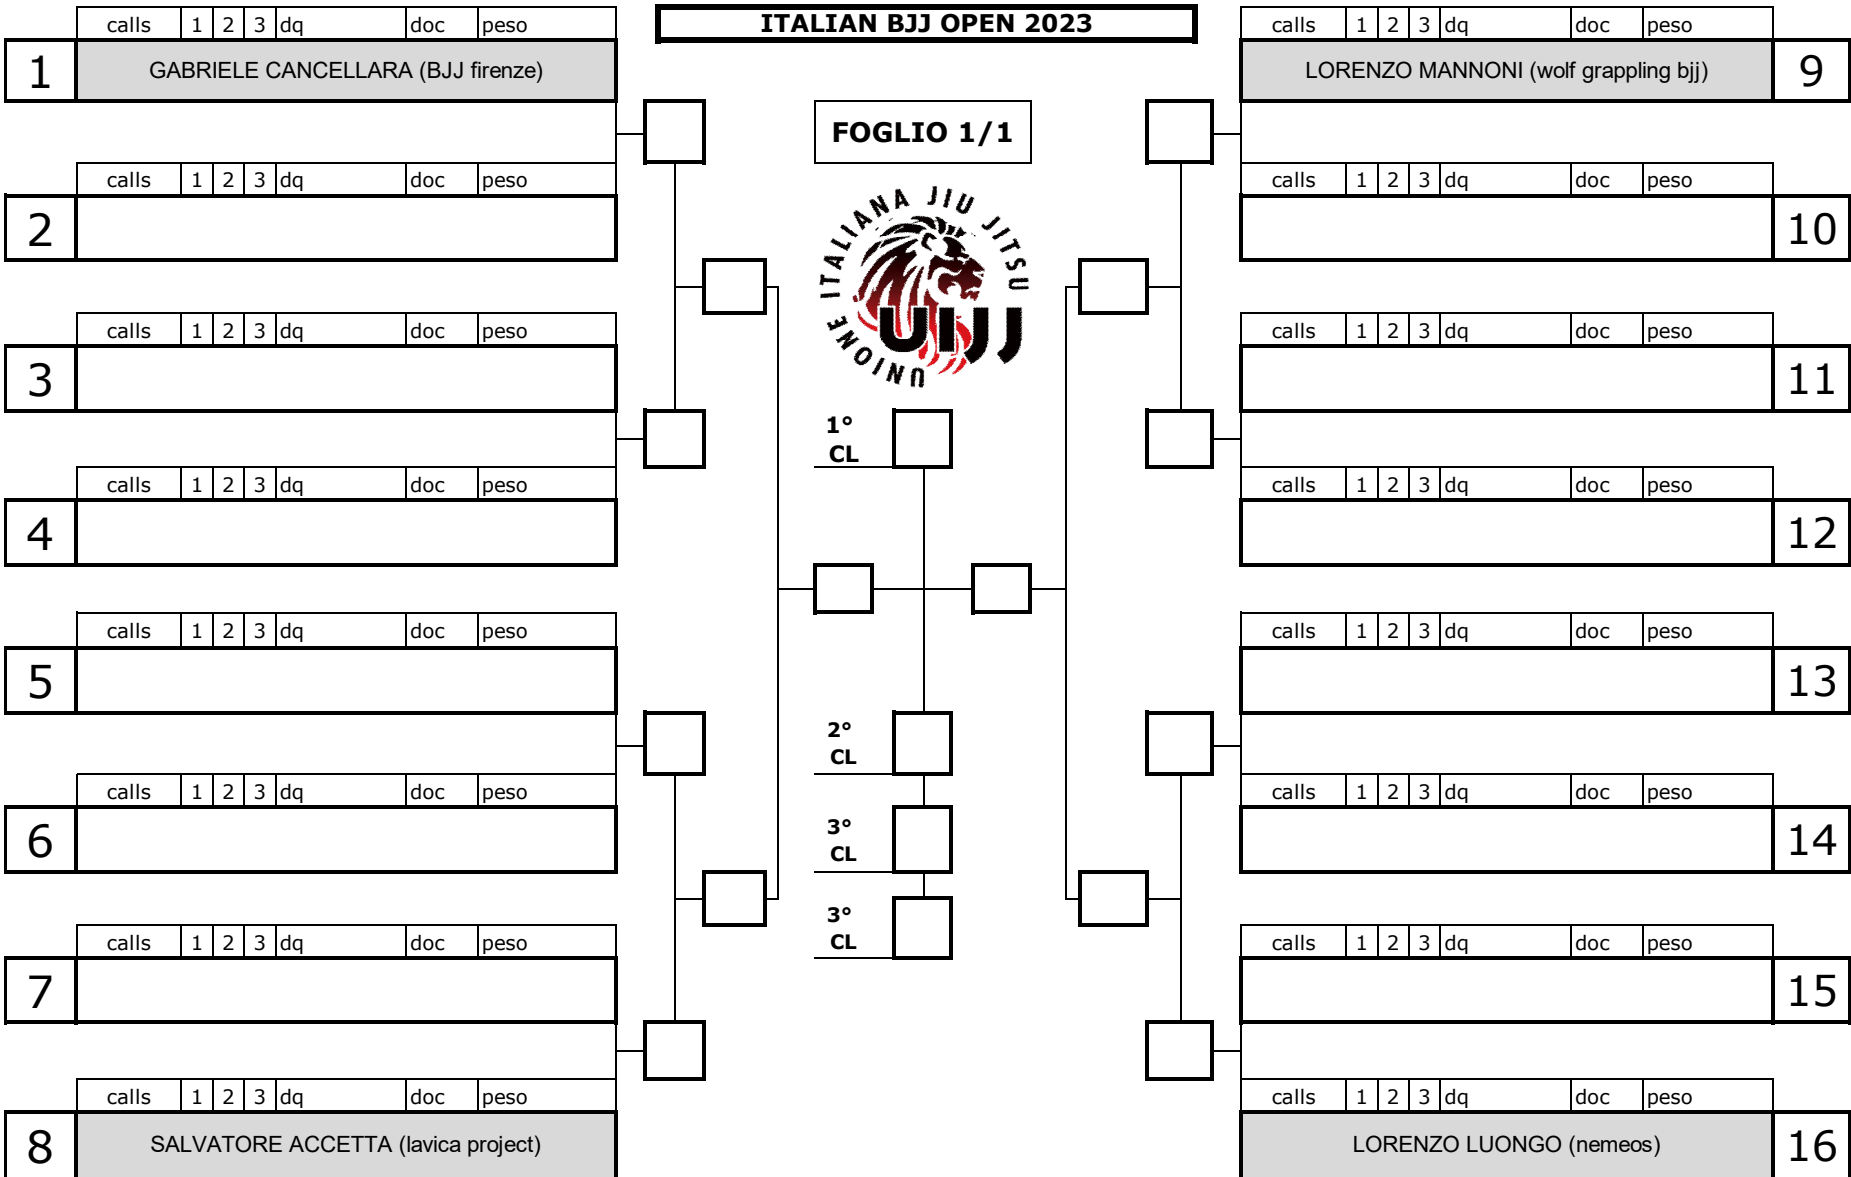 ITALIAN BJJ OPEN 2023
calls 1 2 3 dq doc peso
1 GABRIELE CANCELLARA (BJJ firenze)
calls 1 2 3 dq doc peso
2
calls 1 2 3 dq doc peso
3
calls 1 2 3 dq doc peso
4
calls 1 2 3 dq doc peso
5
calls 1 2 3 dq doc peso
6
calls 1 2 3 dq doc peso
7
calls 1 2 3 dq doc peso
8 SALVATORE ACCETTA (lavica project)
FOGLIO 1/1
UNIONE ITALIANA JIU JITSU
UIJJ
1°
CL
2°
CL
3°
CL
3°
CL
calls 1 2 3 dq doc peso
LORENZO MANNONI (wolf grappling bjj) 9
calls 1 2 3 dq doc peso
10
calls 1 2 3 dq doc peso
11
calls 1 2 3 dq doc peso
12
calls 1 2 3 dq doc peso
13
calls 1 2 3 dq doc peso
14
calls 1 2 3 dq doc peso
15
calls 1 2 3 dq doc peso
LORENZO LUONGO (nemeos) 16